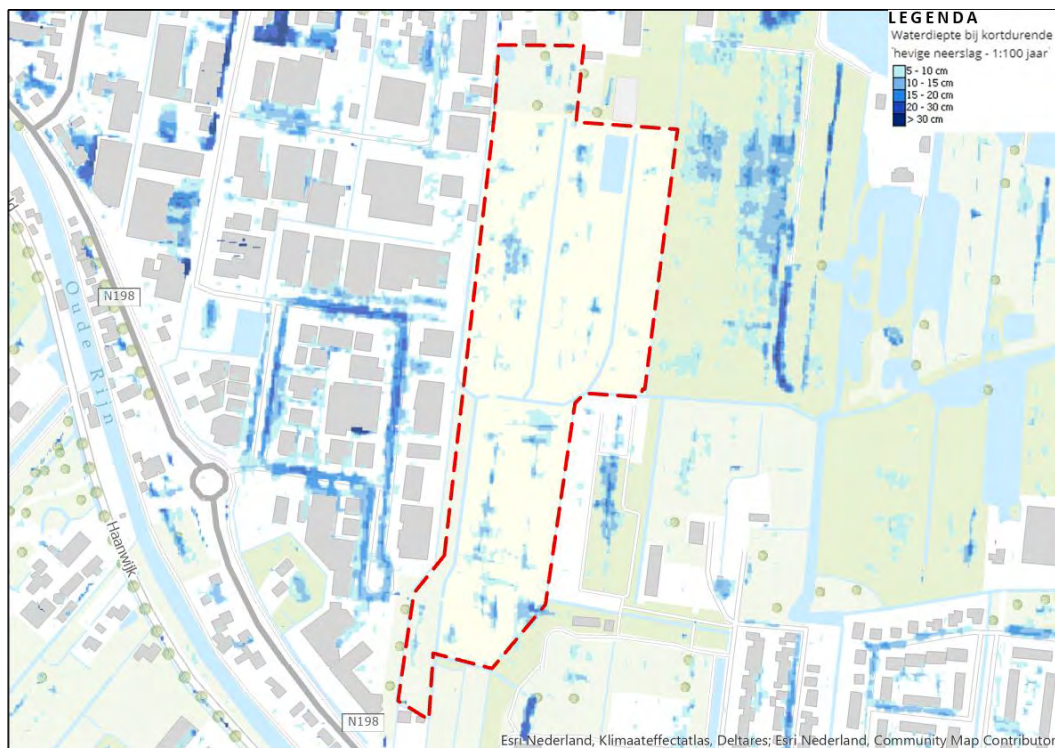 LEGENDA
Waterdiepte bij kortdurende
hevige neerslag - 1:100 jaar
5 - 10 cm
10 - 15 cm
15 - 20 cm
20 - 30 cm
> 30 cm
N198
Oude Rijn
Haanwijk
N198
Esri Nederland, Klimaateffectatlas, Deltares; Esri Nederland, Community Map Contributor